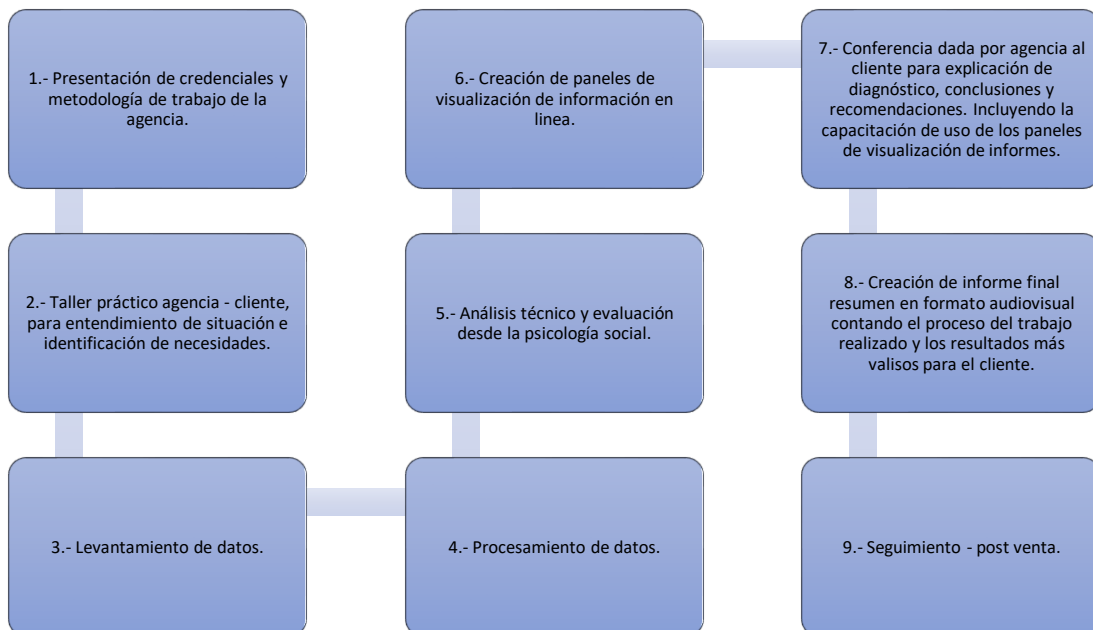 1.- Presentación de credenciales y
metodología de trabajo de la
agencia.
2.- Taller práctico agencia - cliente,
para entendimiento de situación e
identificación de necesidades.
3.- Levantamiento de datos.
4.- Procesamiento de datos.
5.- Análisis técnico y evaluación
desde la psicología social.
6.- Creación de paneles de
visualización de información en
linea.
7.- Conferencia dada por agencia al
cliente para explicación de
diagnóstico, conclusiones y
recomendaciones. Incluyendo la
capacitación de uso de los paneles
de visualización de informes.
8.- Creación de informe final
resumen en formato audiovisual
contando el proceso del trabajo
realizado y los resultados más
valisos para el cliente.
9.- Seguimiento - post venta.